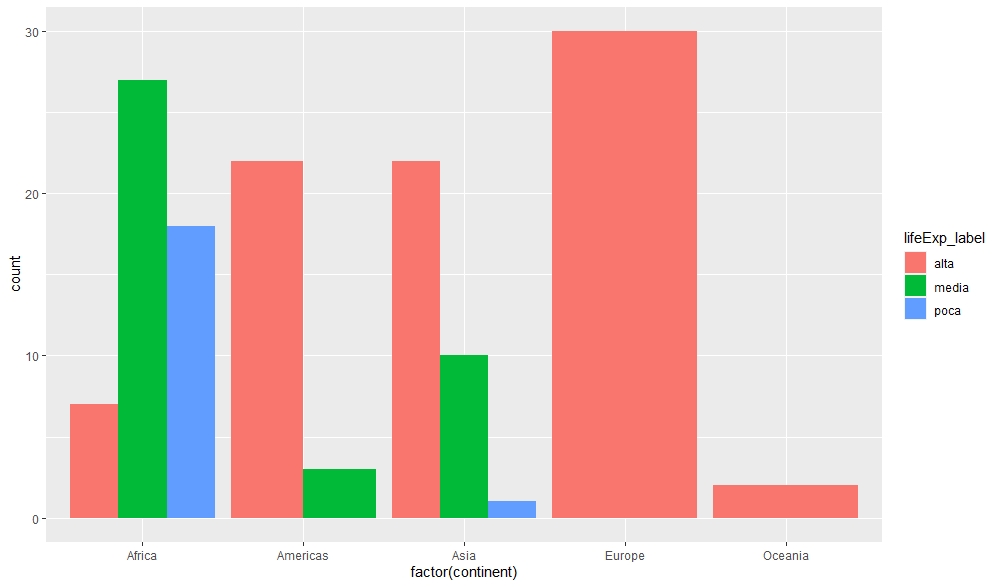 30
20
10
0
count
Africa
Americas
Asia
Europe
Oceania
factor(continent)
lifeExp_label
alta
media
poca